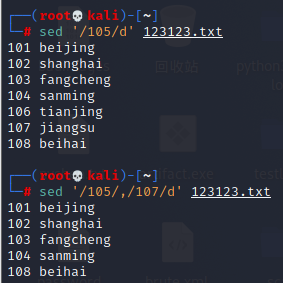 ┌──(root💀kali)-[~]
└─# sed '/105/d' 123123.txt
101 beijing
102 shanghai
103 fangcheng
104 sanming
106 tianjing
107 jiangsu
108 beihai
┌──(root💀kali)-[~]
└─# sed '/105/,/107/d' 123123.txt
101 beijing
102 shanghai
103 fangcheng
104 sanming
108 beihai